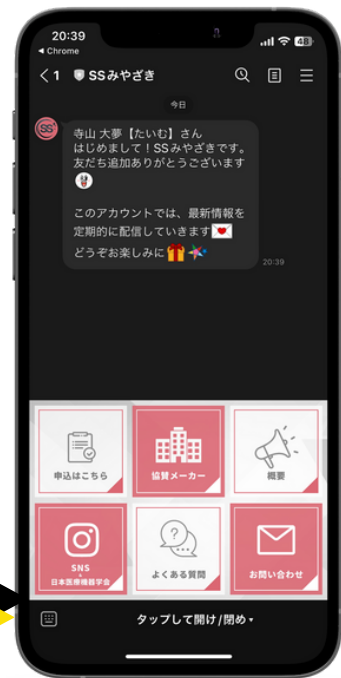 20:39
48
◀ Chrome
1 SSみやざき
今日
SS
寺山 大夢【たいむ】さん
はじめまして！SSみやざきです。
友だち追加ありがとうございます
このアカウントでは、最新情報を
定期的に配信していきます
どうぞお楽しみに
20:39
申込はこちら
協賛メーカー
概要
SNS
&
日本医療機器学会
よくある質問
お問い合わせ
タップして開け/閉め